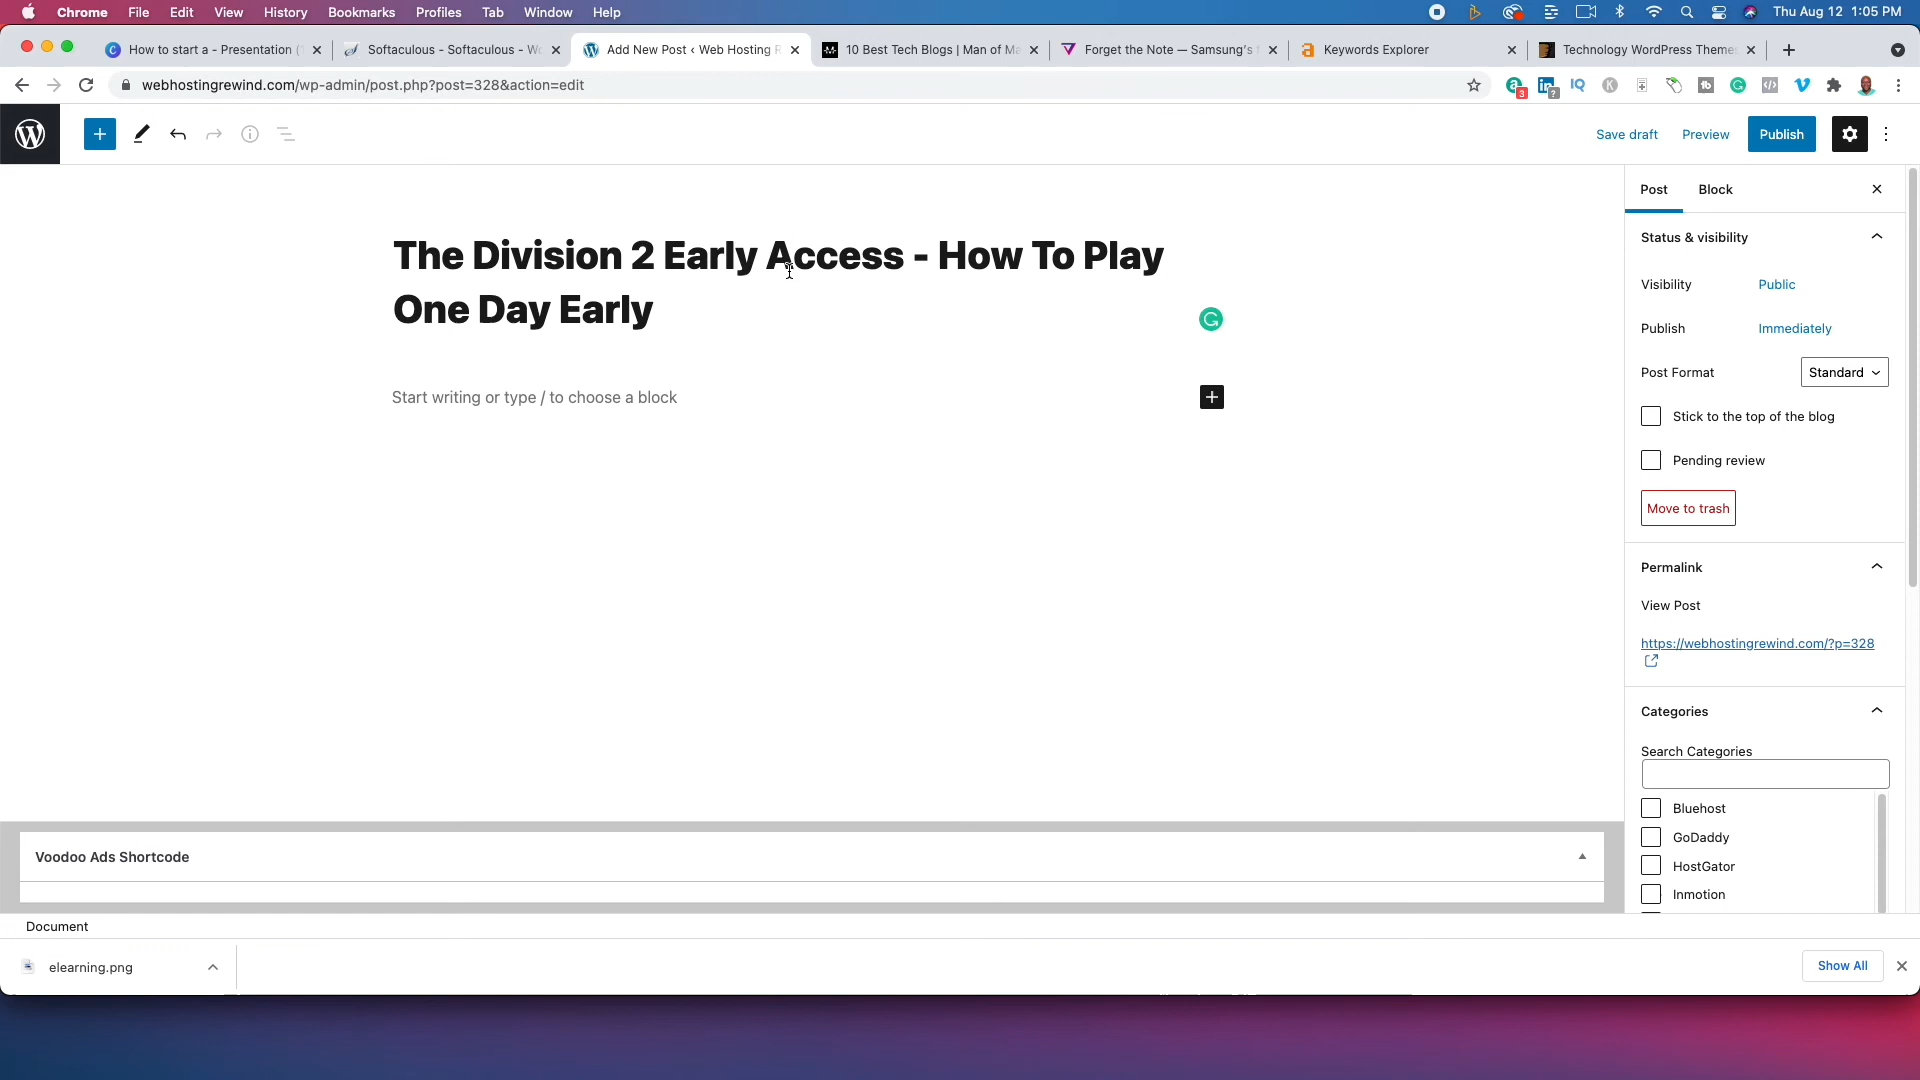 Chrome File Edit View History Bookmarks Profiles Tab Window Help Thu Aug 12 1:05 PM
How to start a - Presentation ( Softaculous - Softaculous - Add New Post ‹ Web Hosting 10 Best Tech Blogs | Man of Forget the Note — Samsung's Keywords Explorer Technology WordPress Themes
webhostingrewind.com/wp-admin/post.php?post=328&action=edit
Save draft Preview Publish
Post Block
The Division 2 Early Access - How To Play
One Day Early
Start writing or type / to choose a block
Status & visibility
Visibility Public
Publish Immediately
Post Format Standard
Stick to the top of the blog
Pending review
Move to trash
Permalink
View Post
https://webhostingrewind.com/?p=328
Categories
Search Categories
Bluehost
GoDaddy
HostGator
Inmotion
Voodoo Ads Shortcode
Document
elearning.png
Show All